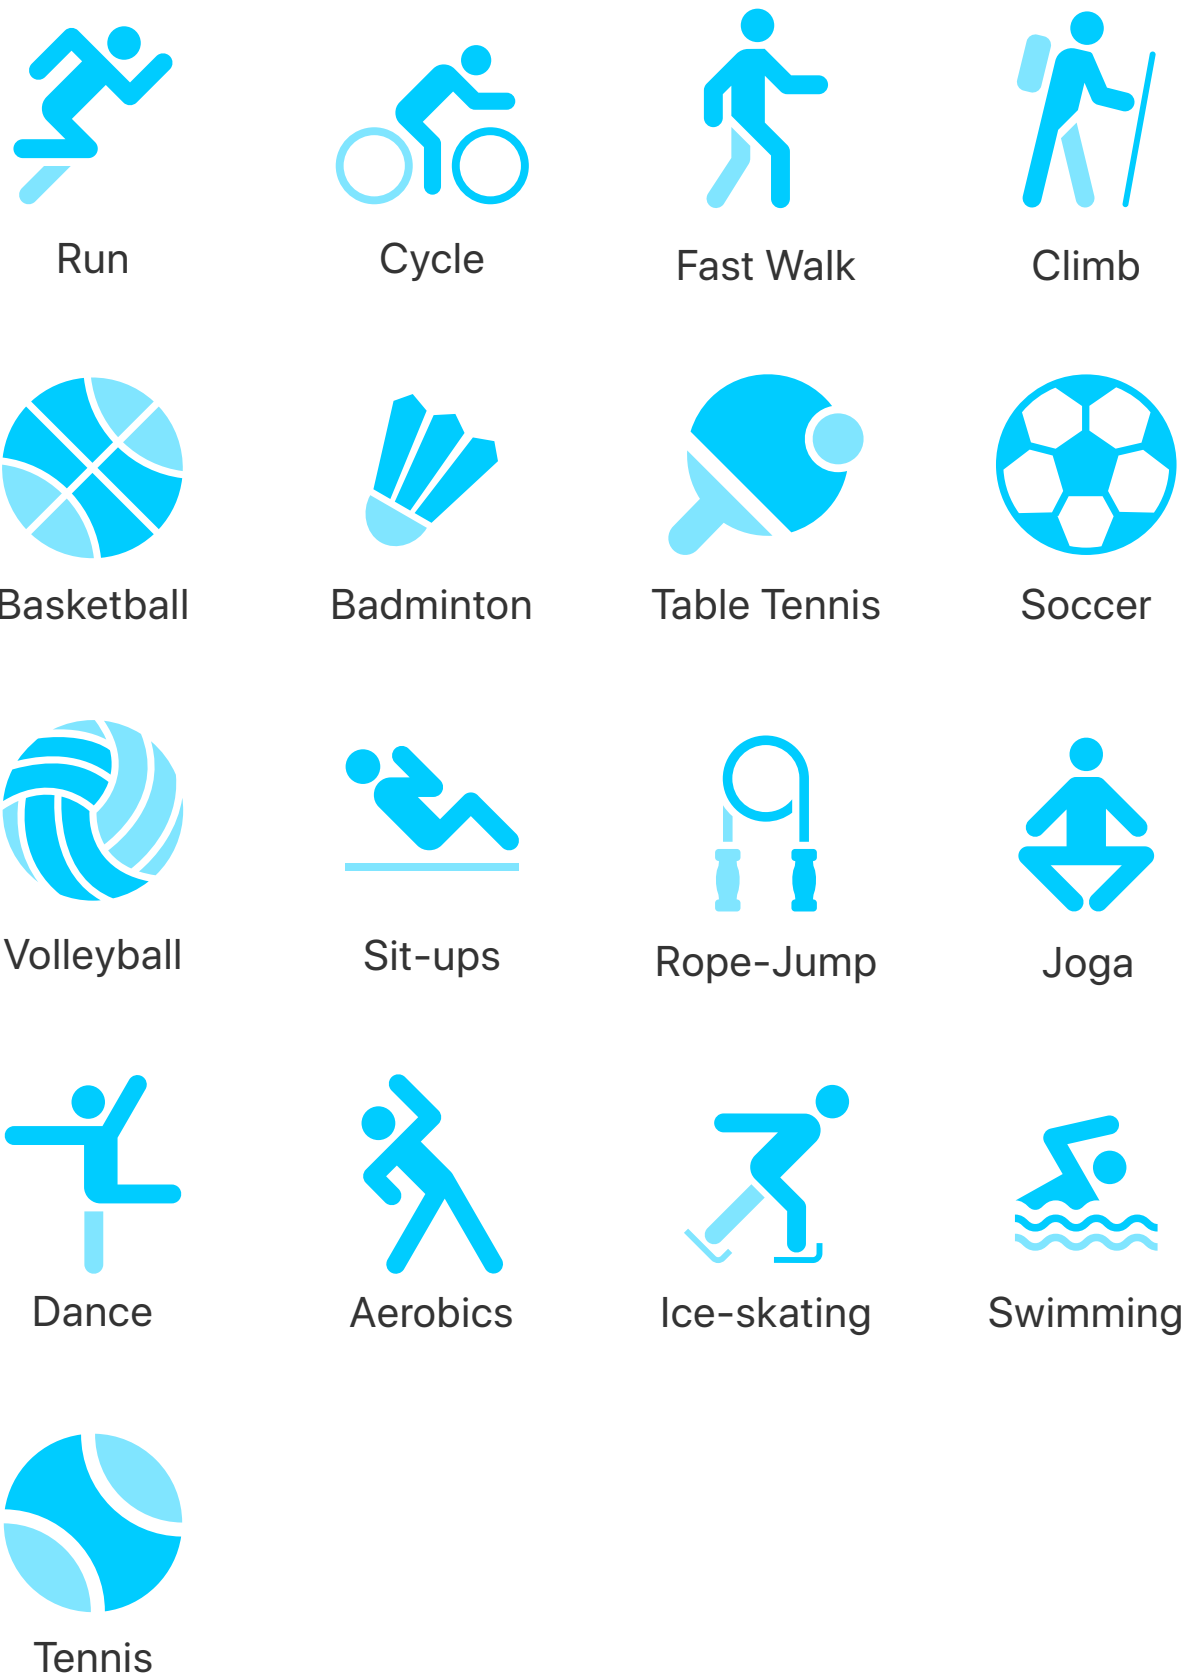 Run
Cycle
Fast Walk
Climb
Basketball
Badminton
Table Tennis
Soccer
Volleyball
Sit-ups
Rope-Jump
Joga
Dance
Aerobics
Ice-skating
Swimming
Tennis